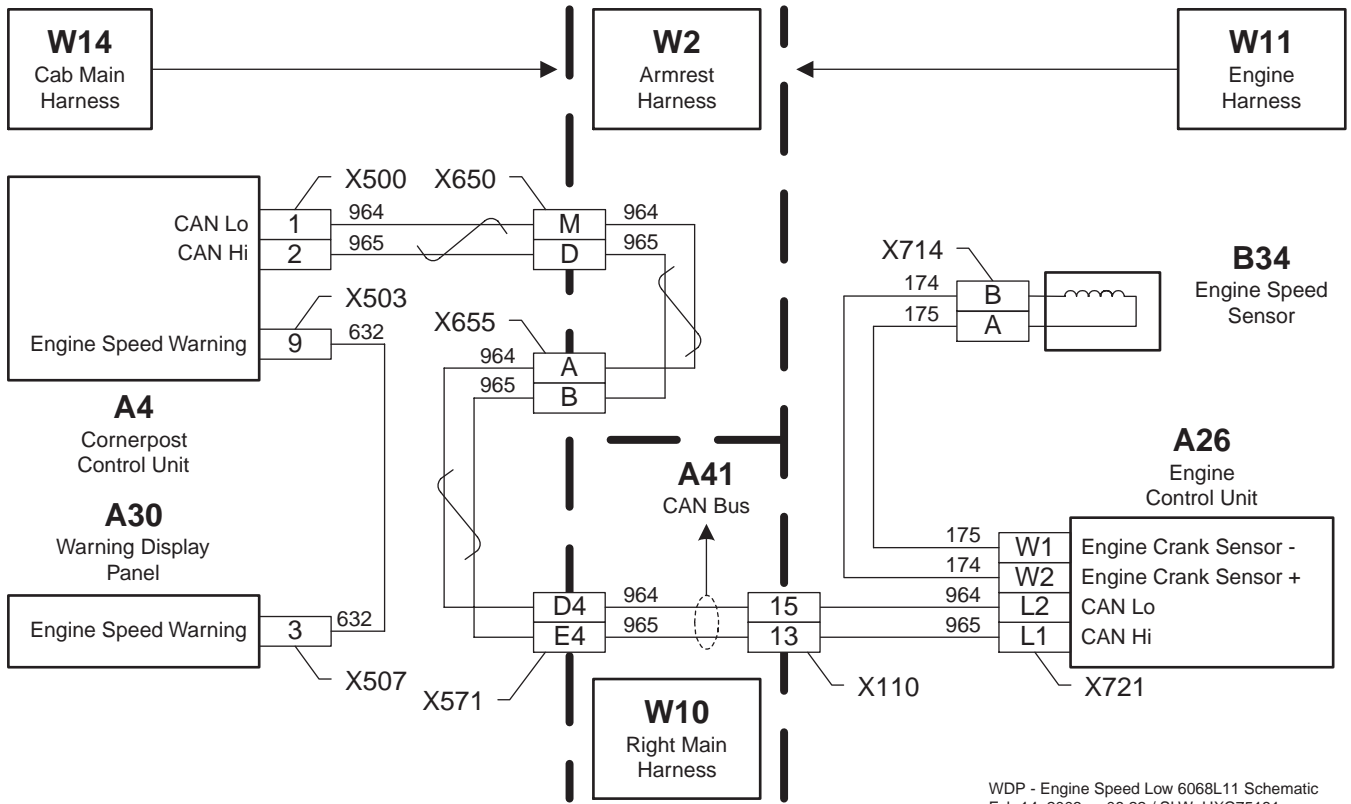 W14
Cab Main
Harness
W2
Armrest
Harness
W11
Engine
Harness
X500
X650
CAN Lo
1
964
M
964
CAN Hi
2
965
D
965
X503
Engine Speed Warning
9
632
X655
964
A
965
B
A4
Cornerpost
Control Unit
X714
174
B
175
A
B34
Engine Speed
Sensor
A30
Warning Display
Panel
Engine Speed Warning
3
632
X507
A41
CAN Bus
A26
Engine
Control Unit
175
W1
Engine Crank Sensor -
174
W2
Engine Crank Sensor +
D4
964
15
964
L2
CAN Lo
E4
965
13
965
L1
CAN Hi
X571
X110
X721
W10
Right Main
Harness
WDP - Engine Speed Low 6068L11 Schematic